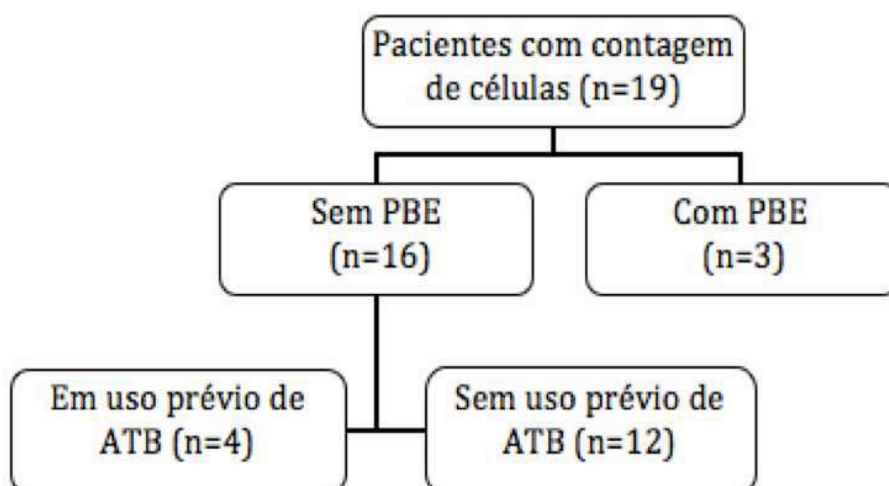 Pacientes com contagem
de células (n=19)
Sem PBE
(n=16)
Com PBE
(n=3)
Em uso prévio de
ATB (n=4)
Sem uso prévio de
ATB (n=12)